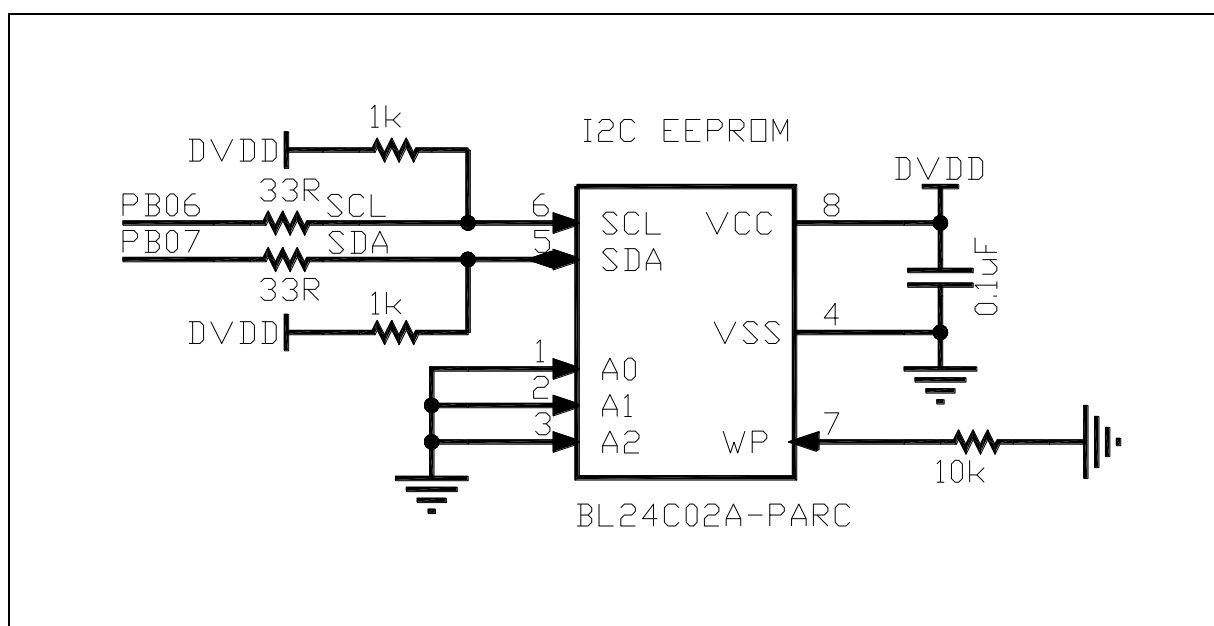 1k
I2C EEPROM
DVDD
DVDD
33R
PB06
SCL
6
SCL
VCC
8
PB07
SDA
5
SDA
33R
0.1uF
1k
DVDD
VSS
4
1
A0
2
A1
3
A2
WP
7
10k
BL24C02A-PARC